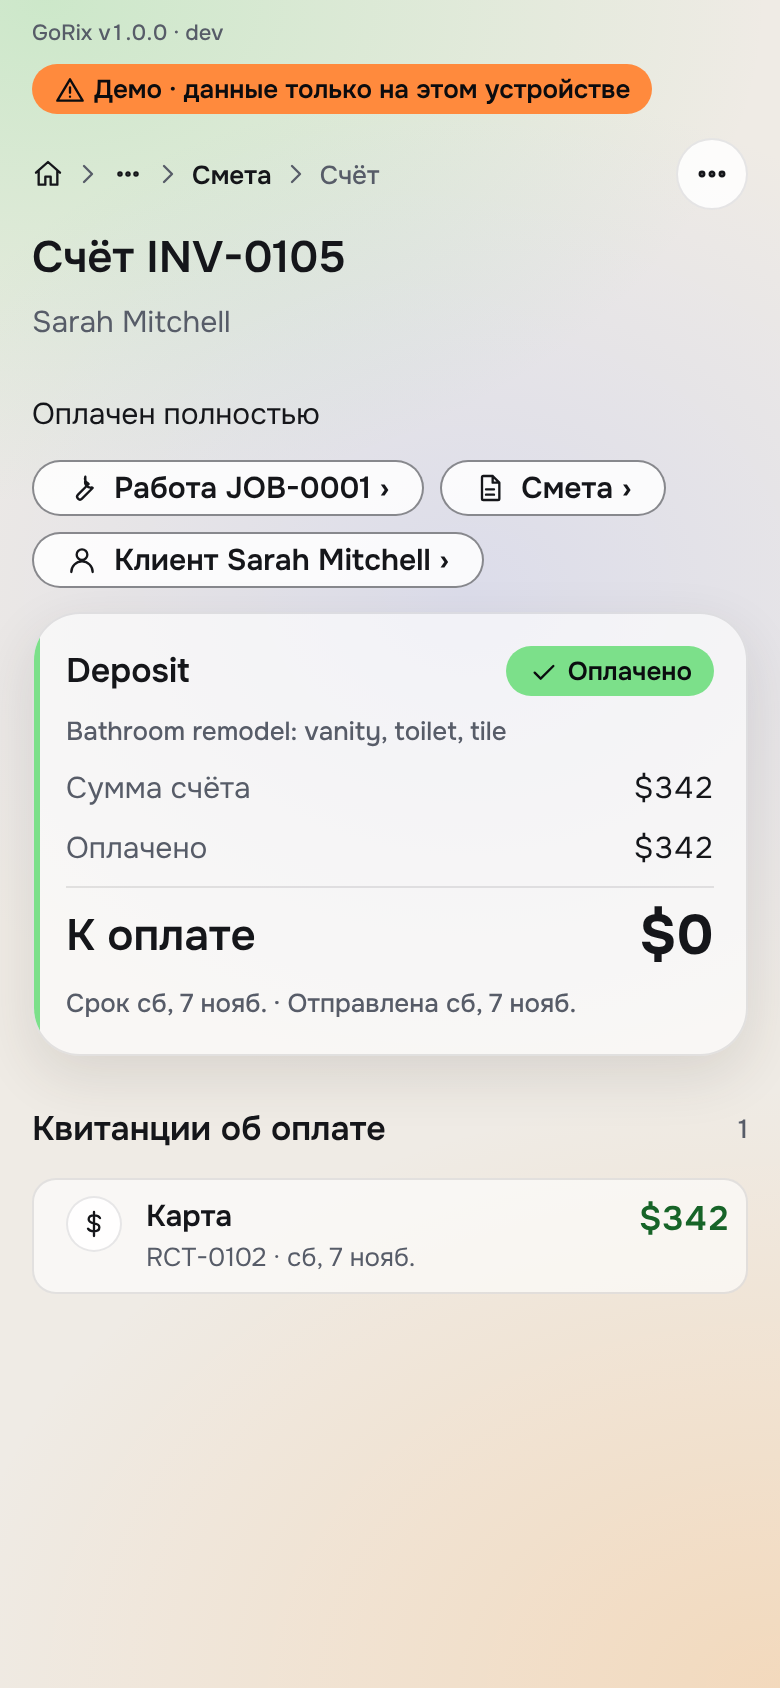 GoRix v1.0.0 · dev
Демо · данные только на этом устройстве
Смета Счёт
Счёт INV-0105
Sarah Mitchell
Оплачен полностью
Работа JOB-0001 › Смета ›
Клиент Sarah Mitchell ›
Deposit Оплачено
Bathroom remodel: vanity, toilet, tile
Сумма счёта $342
Оплачено $342
К оплате $0
Срок сб, 7 нояб. · Отправлена сб, 7 нояб.
Квитанции об оплате 1
$ Карта $342
RCT-0102 · сб, 7 нояб.